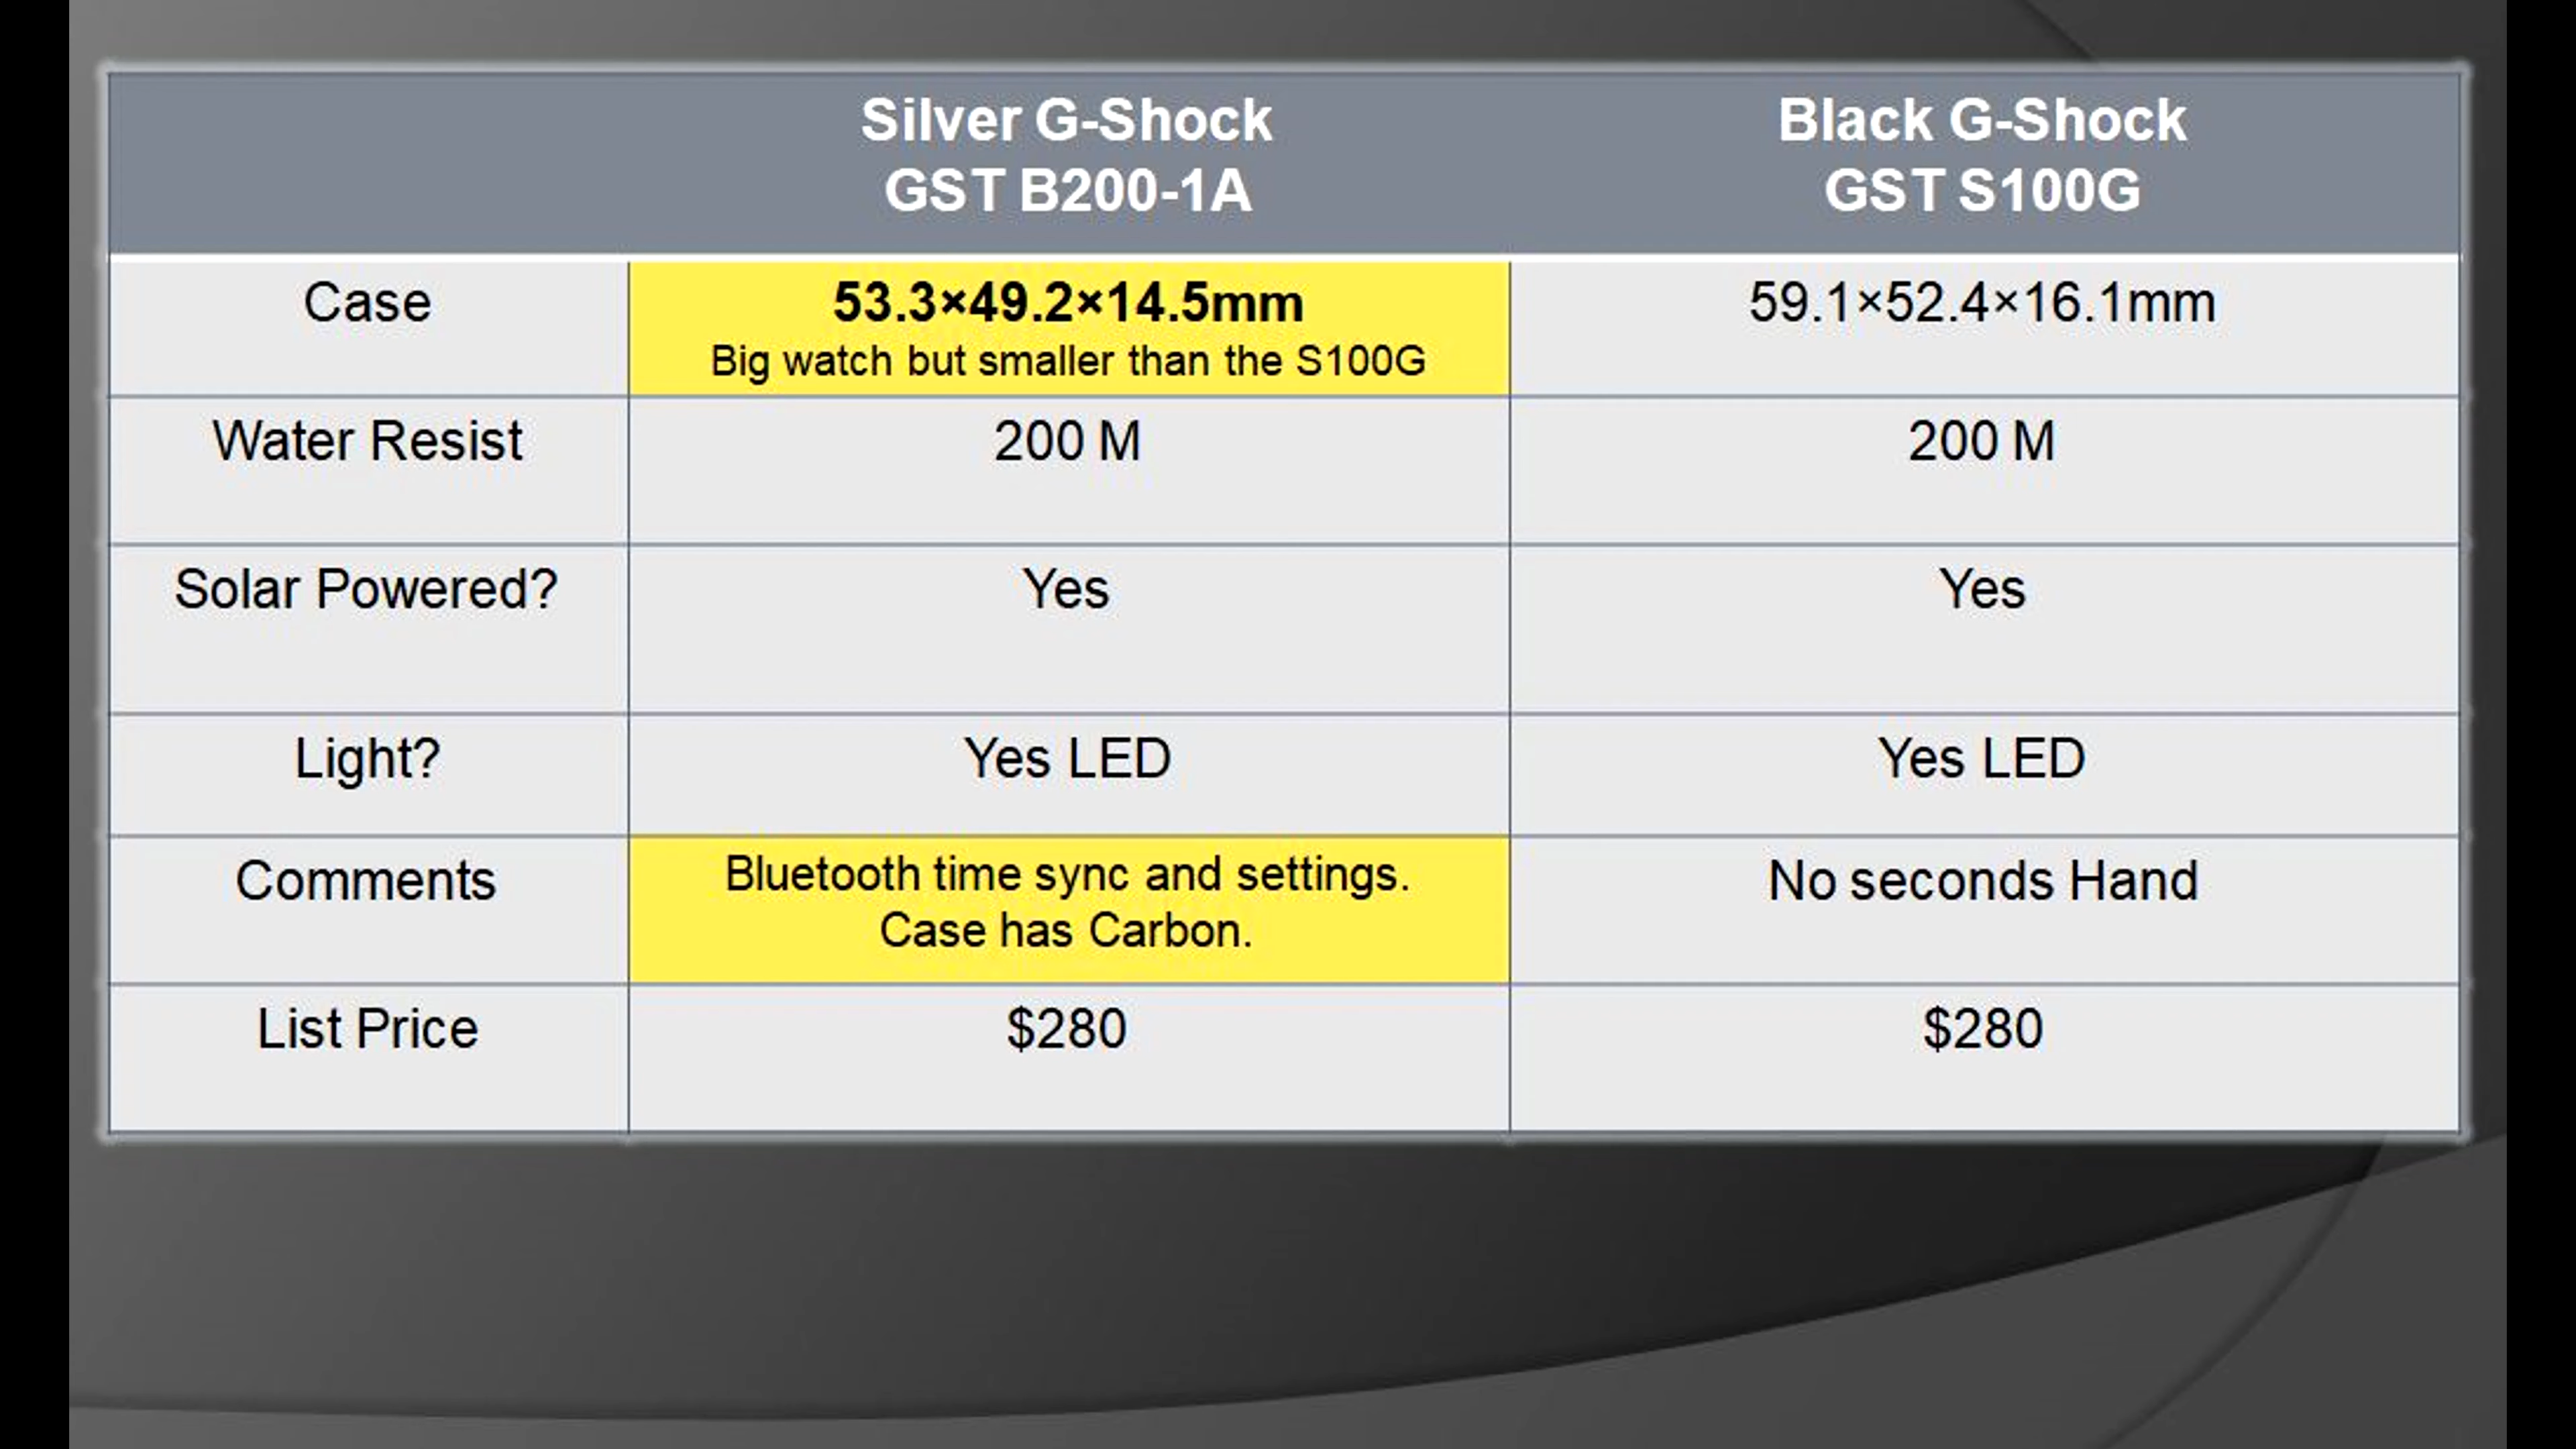 Silver G-Shock
GST B200-1A
Black G-Shock
GST S100G
Case
53.3×49.2×14.5mm
Big watch but smaller than the S100G
59.1×52.4×16.1mm
Water Resist
200 M
200 M
Solar Powered?
Yes
Yes
Light?
Yes LED
Yes LED
Comments
Bluetooth time sync and settings.
Case has Carbon.
No seconds Hand
List Price
$280
$280